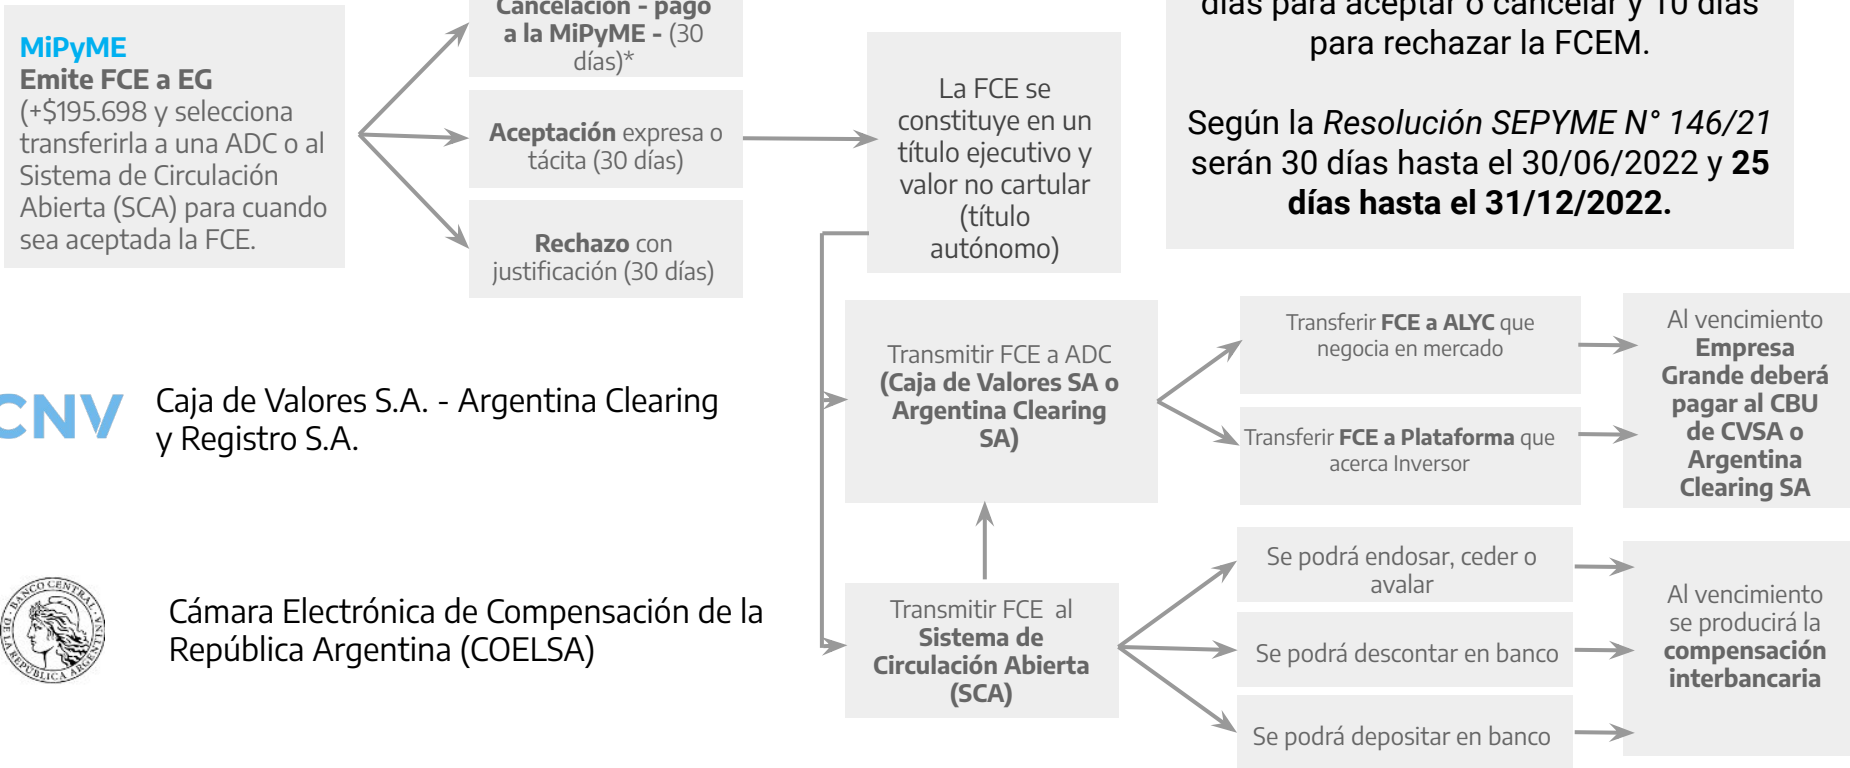 MiPyME
Emite FCE a EG
(+$195.698 y selecciona
transferirla a una ADC o al
Sistema de Circulación
Abierta (SCA) para cuando
sea aceptada la FCE.
Cancelación - pago
a la MiPyME - (30
días)*
Aceptación expresa o
tácita (30 días)
Rechazo con
justificación (30 días)
La FCE se
constituye en un
título ejecutivo y
valor no cartular
(título
autónomo)
días para aceptar o cancelar y 10 días
para rechazar la FCEM.
Según la Resolución SEPYME N° 146/21
serán 30 días hasta el 30/06/2022 y 25
días hasta el 31/12/2022.
CNV
Caja de Valores S.A. - Argentina Clearing
y Registro S.A.
Transmitir FCE a ADC
(Caja de Valores SA o
Argentina Clearing
SA)
Transferir FCE a ALYC que
negocia en mercado
Transferir FCE a Plataforma que
acerca Inversor
Al vencimiento
Empresa
Grande deberá
pagar al CBU
de CVSA o
Argentina
Clearing SA
BANCO CENTRAL
DE LA REPÚBLICA ARGENTINA
Cámara Electrónica de Compensación de la
República Argentina (COELSA)
Transmitir FCE al
Sistema de
Circulación Abierta
(SCA)
Se podrá endosar, ceder o
avalar
Se podrá descontar en banco
Se podrá depositar en banco
Al vencimiento
se producirá la
compensación
interbancaria